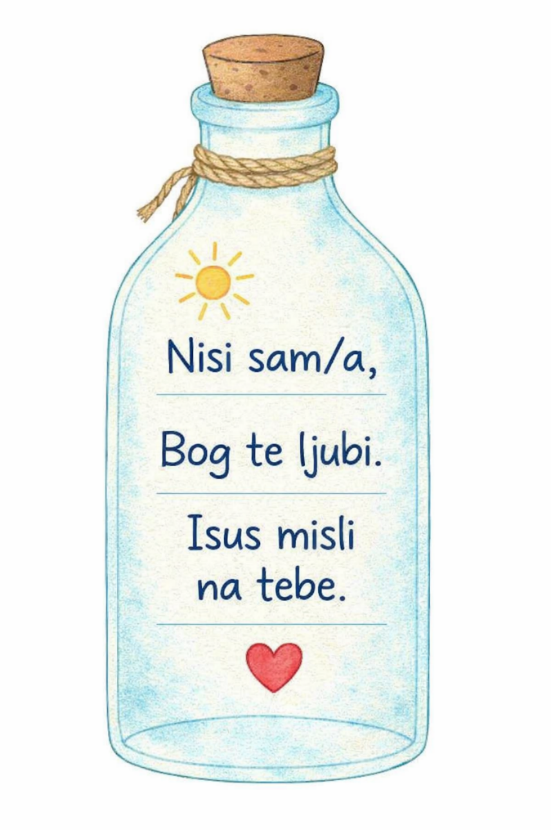 Nisi sam/a,
Bog te ljubi.
Isus misli
na tebe.